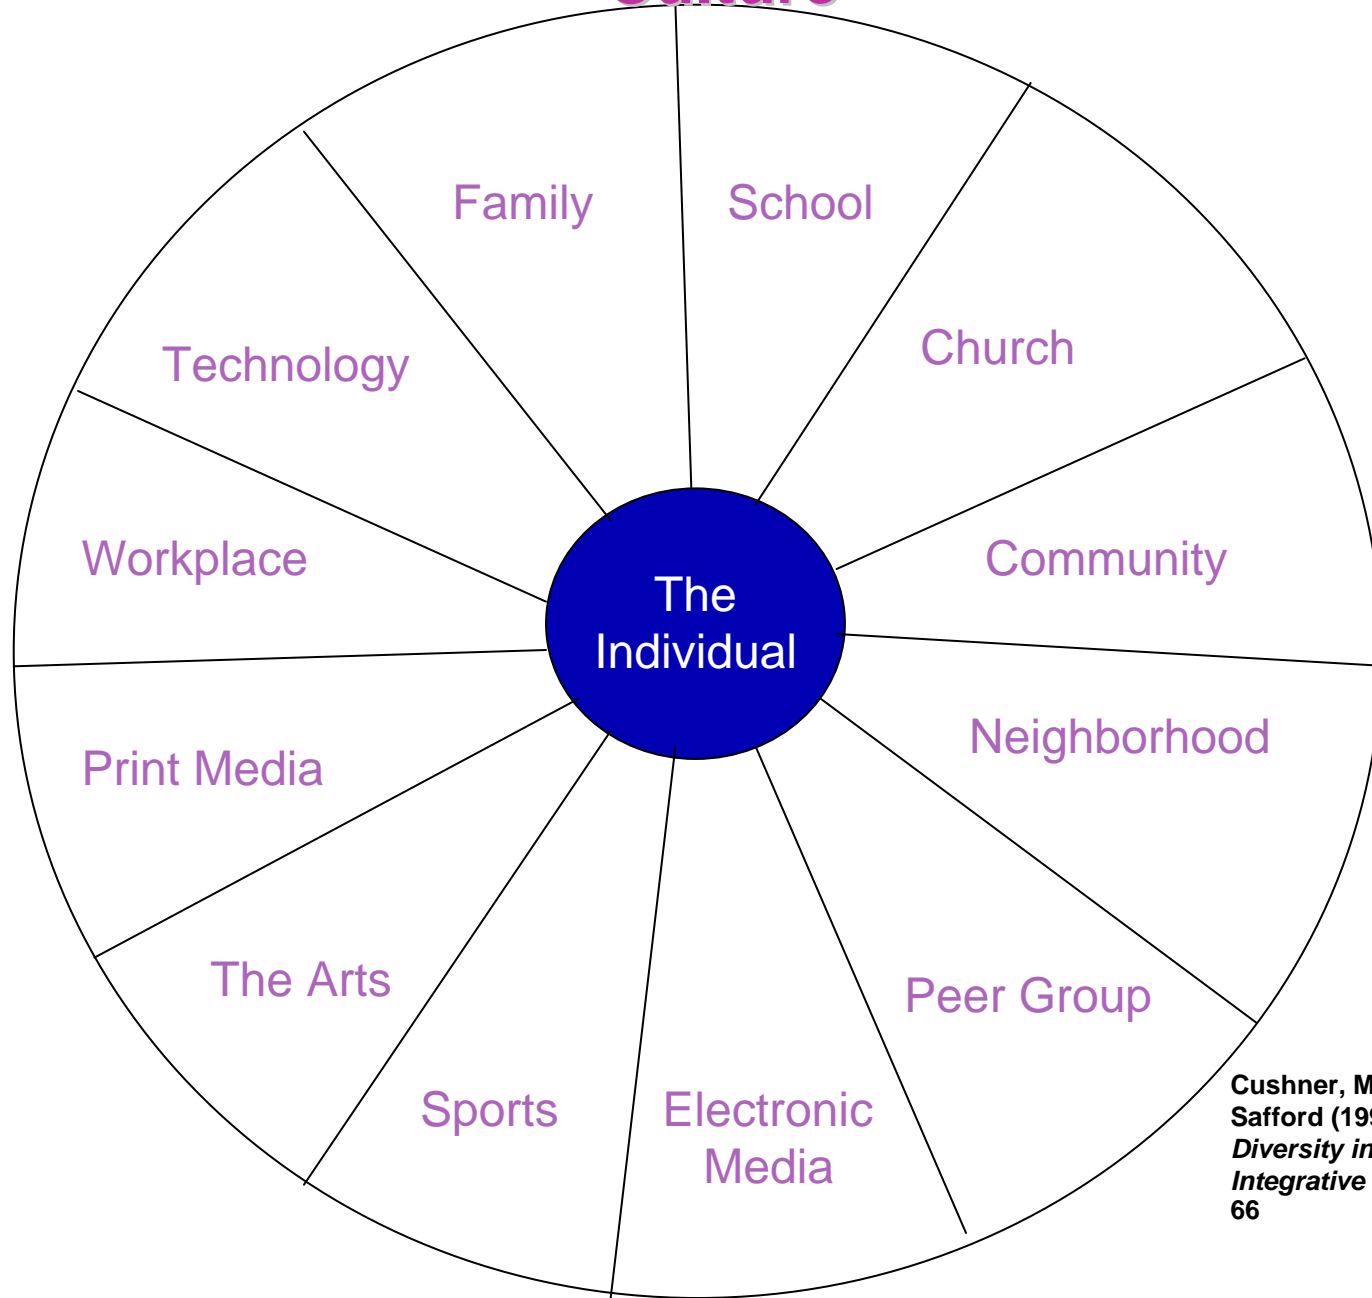 Culture
Family
School
Technology
Church
Workplace
Community
The
Individual
Neighborhood
Print Media
The Arts
Peer Group
Sports
Electronic
Media
Cushner,
Safford
Diversity in
Integrative
66